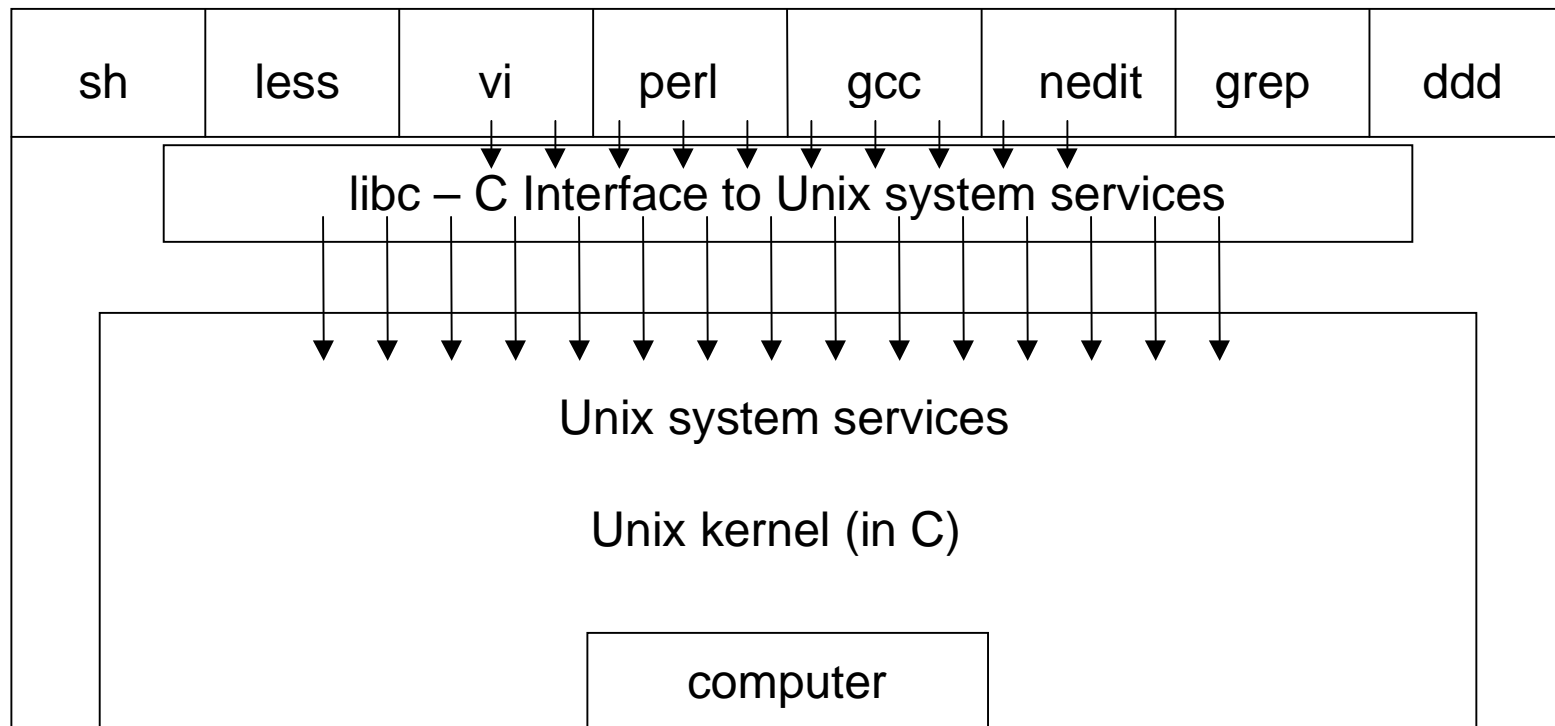 sh less vi perl gcc nedit grep ddd
libc – C Interface to Unix system services
Unix system services
Unix kernel (in C)
computer